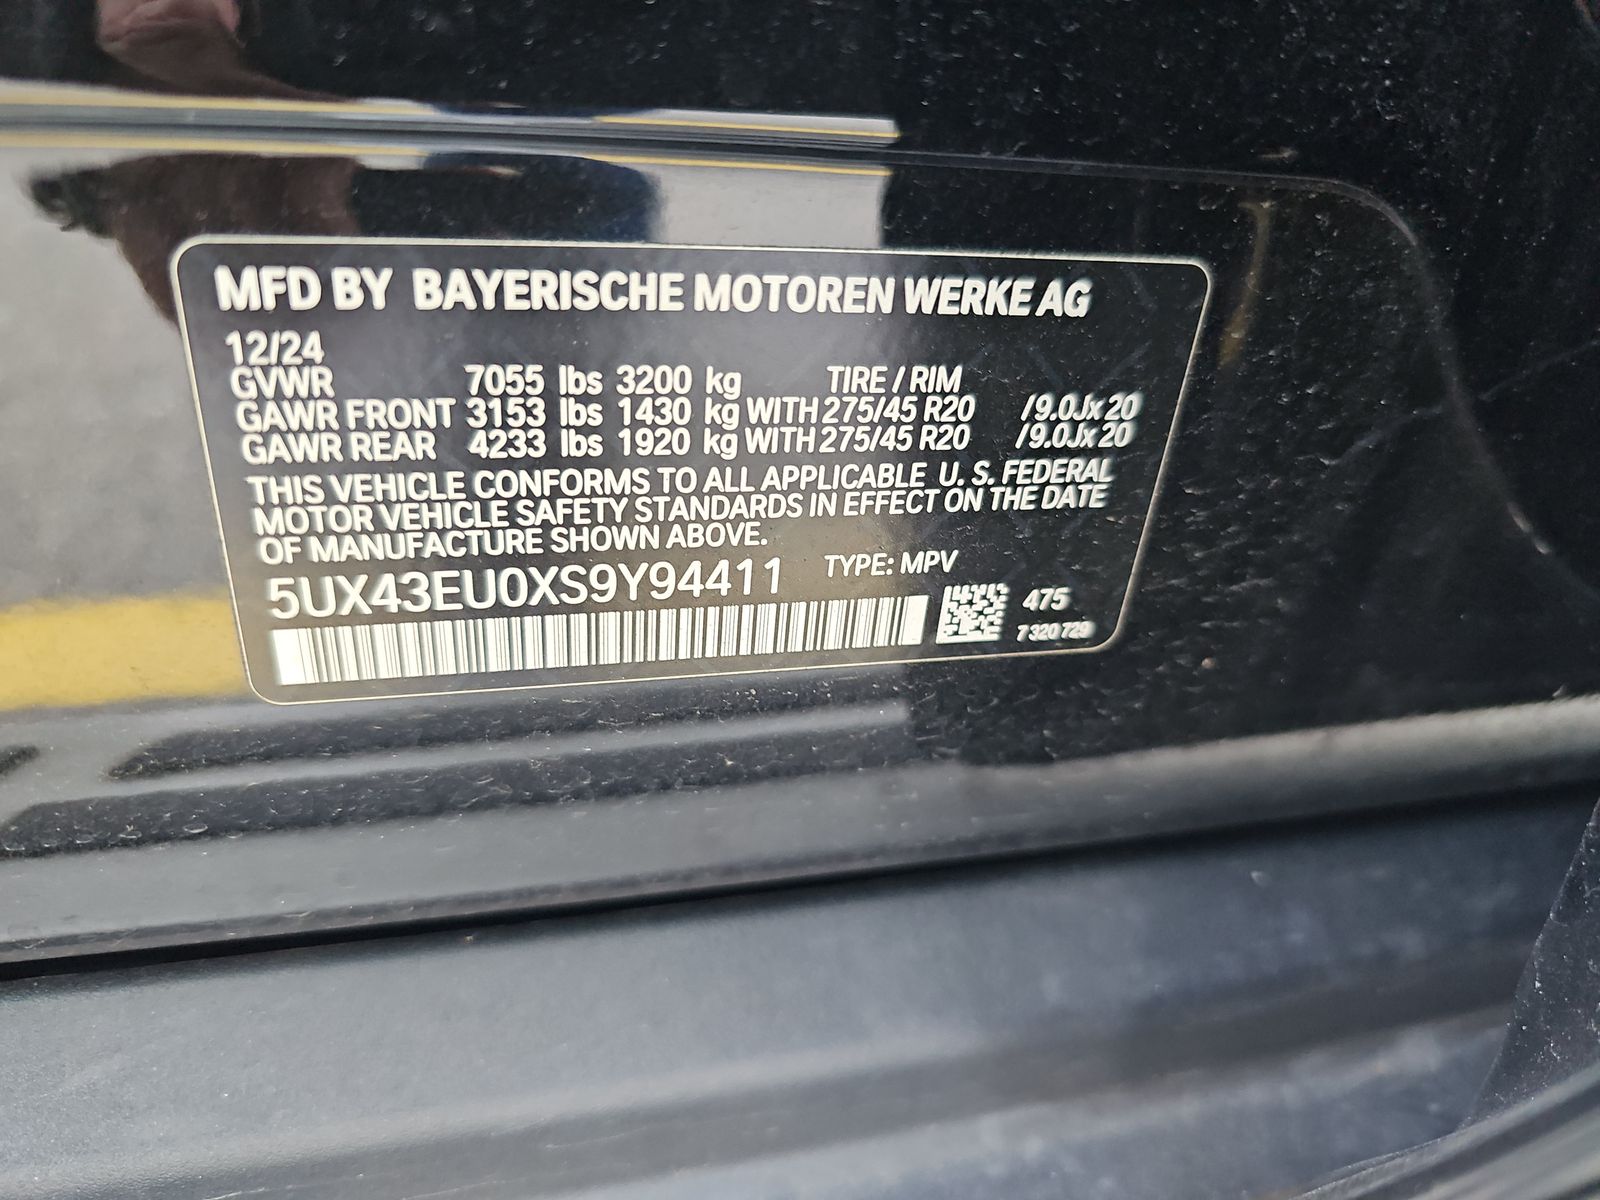 MFD BY BAYERISCHE MOTOREN WERKE AG
12/24
GVWR 7055 lbs 3200 kg TIRE / RIM
GAWR FRONT 3153 lbs 1430 kg WITH 275/45 R20 /9.0Jx20
GAWR REAR 4233 lbs 1920 kg WITH 275/45 R20 /9.0Jx20
THIS VEHICLE CONFORMS TO ALL APPLICABLE U. S. FEDERAL
MOTOR VEHICLE SAFETY STANDARDS IN EFFECT ON THE DATE
OF MANUFACTURE SHOWN ABOVE.
5UX43EU0XS9Y94411 TYPE: MPV
475
7 320 729